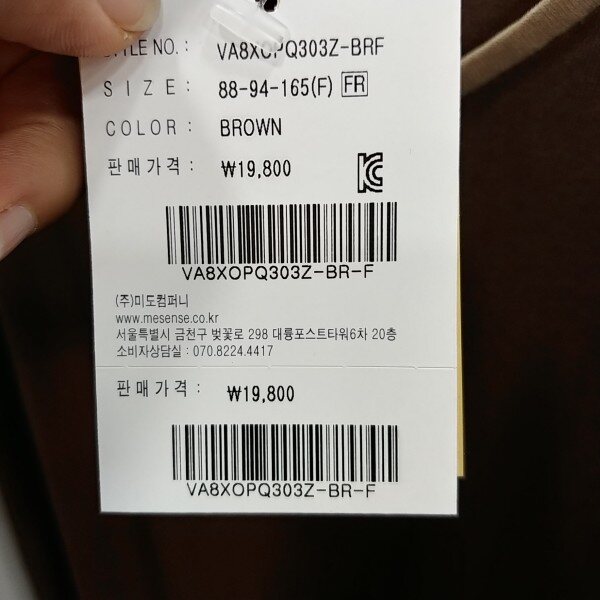 STYLE NO.: VA8XOPQ303Z-BRF
SIZE: 88-94-165(F) FR
COLOR: BROWN
판매가격: ₩19,800
VA8XOPQ303Z-BR-F
(주)미도컴퍼니
www.mesense.co.kr
서울특별시 금천구 벚꽃로 298 대륭포스트타워6차 20층
소비자상담실 : 070.8224.4417
판매가격: ₩19,800
VA8XOPQ303Z-BR-F